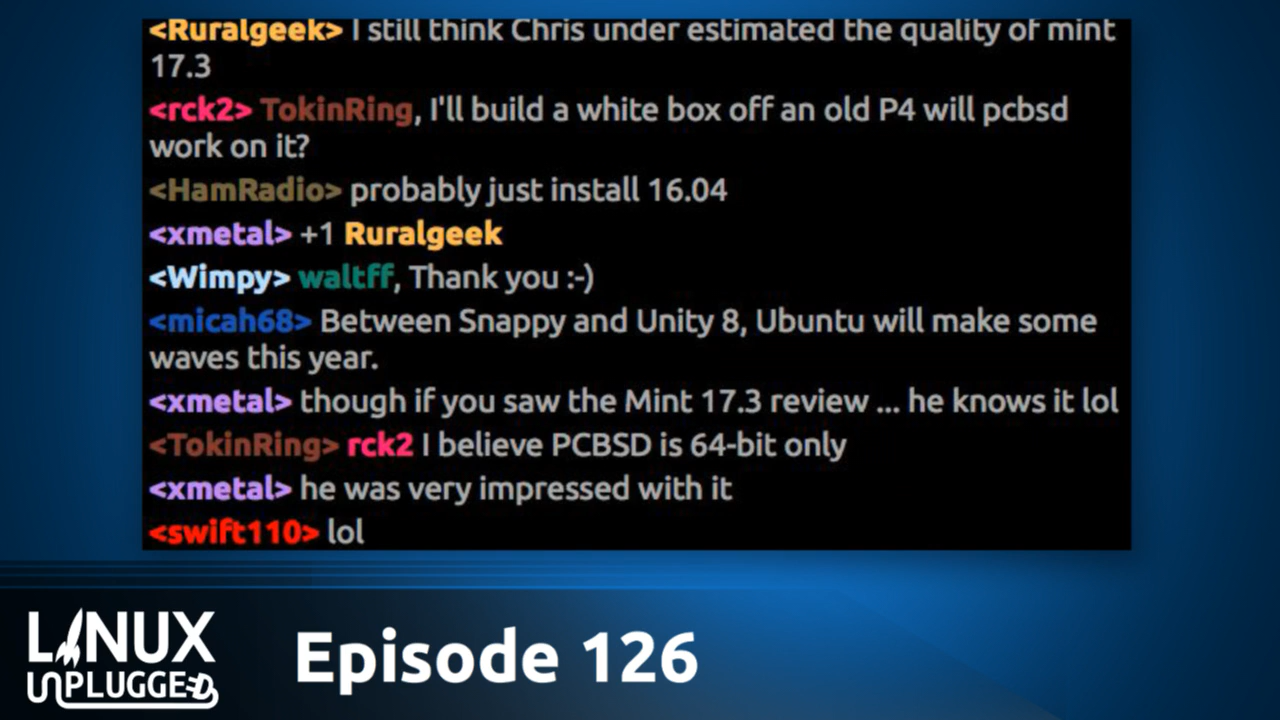 <Ruralgeek> I still think Chris under estimated the quality of mint
17.3
<rck2> TokinRing, I'll build a white box off an old P4 will pcbsd
work on it?
<HamRadio> probably just install 16.04
<xmetal> +1 Ruralgeek
<Wimpy> waltff, Thank you :-)
<micah68> Between Snappy and Unity 8, Ubuntu will make some
waves this year.
<xmetal> though if you saw the Mint 17.3 review ... he knows it lol
<TokinRing> rck2 I believe PCBSD is 64-bit only
<xmetal> he was very impressed with it
<swift110> lol
LINUX
UNPLUGGED
Episode 126